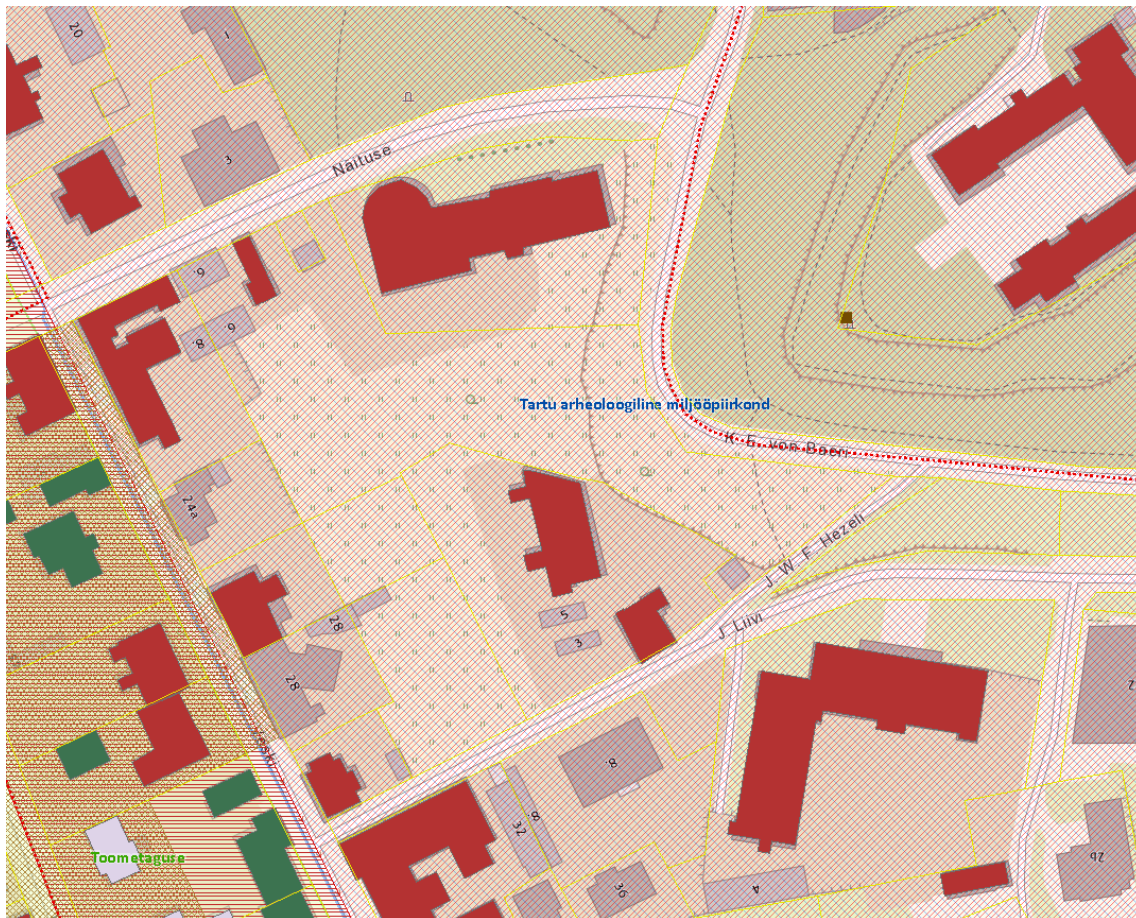 20
1
3
Näituse
9
6
8
Tartu arheoloogiline miljööpiirkond
K. E. von Baeri
24a
J. W. F. Hezeli
28
5
3
J. Liivi
28
2
8
32
8
Toometaguse
36
4
2b